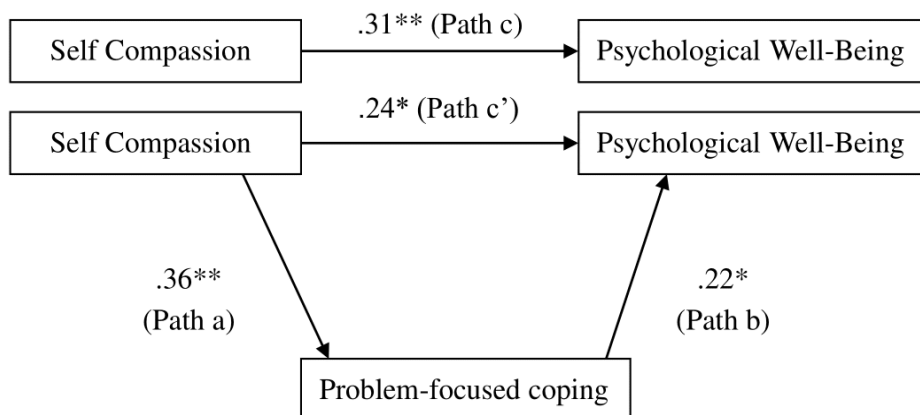 .31** (Path c)
Self Compassion
Psychological Well-Being
.24* (Path c’)
Self Compassion
Psychological Well-Being
.36**
(Path a)
.22*
(Path b)
Problem-focused coping